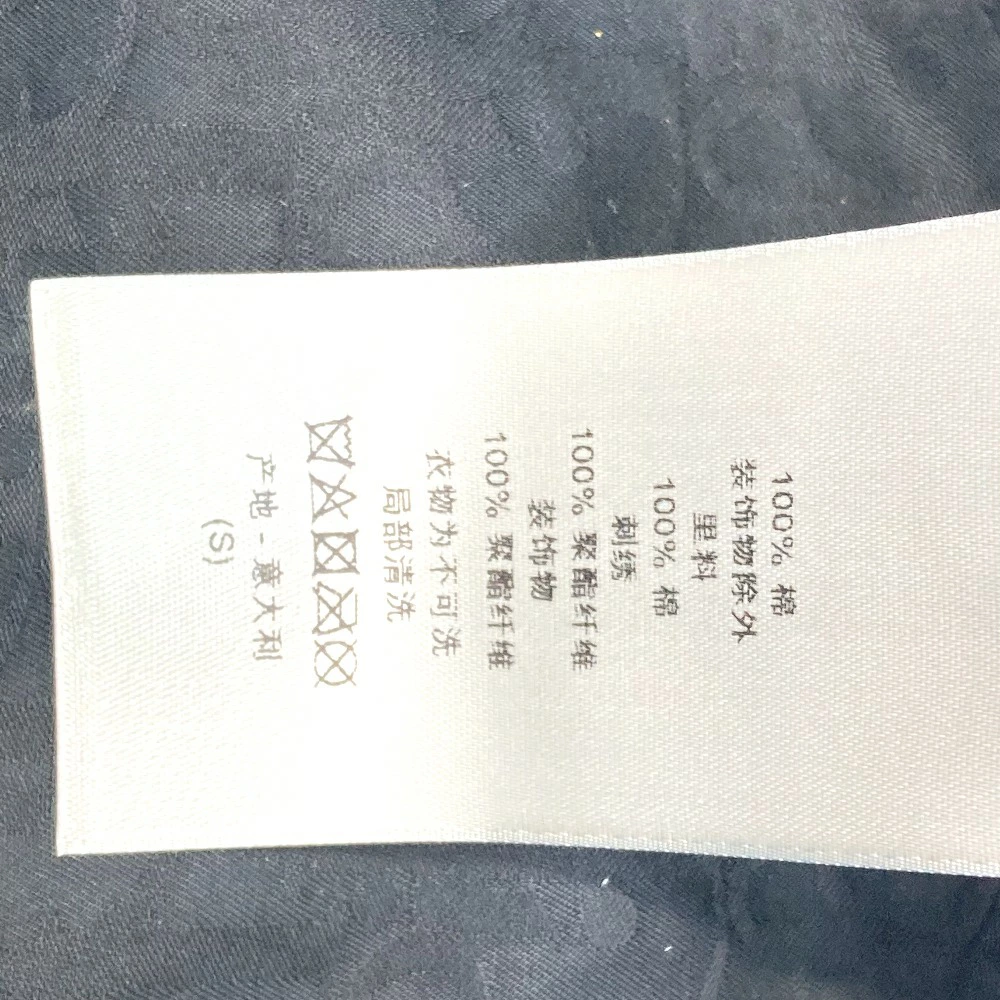 100% 棉
装饰物除外
里料
100% 棉
刺绣
100% 聚酯纤维
装饰物
100% 聚酯纤维
衣物为不可洗
局部清洗
产地 - 意大利
(S)